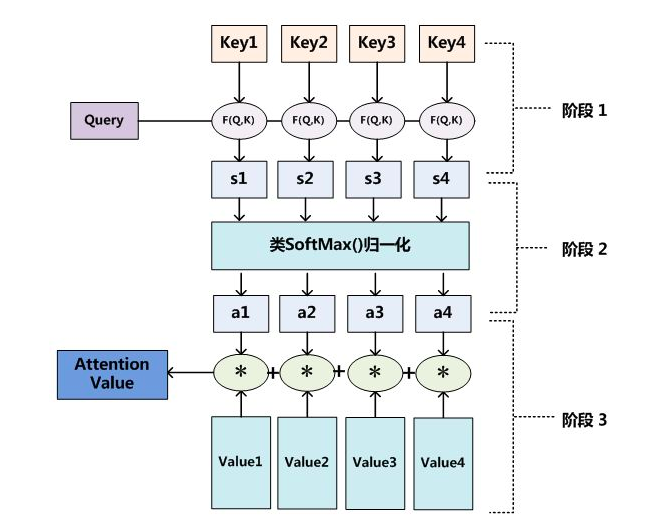 Key1 Key2 Key3 Key4
Query F(Q,K) F(Q,K) F(Q,K) F(Q,K) 阶段 1
s1 s2 s3 s4
类SoftMax()归一化 阶段 2
a1 a2 a3 a4
Attention
Value
* + * + * + *
Value1 Value2 Value3 Value4
阶段 3